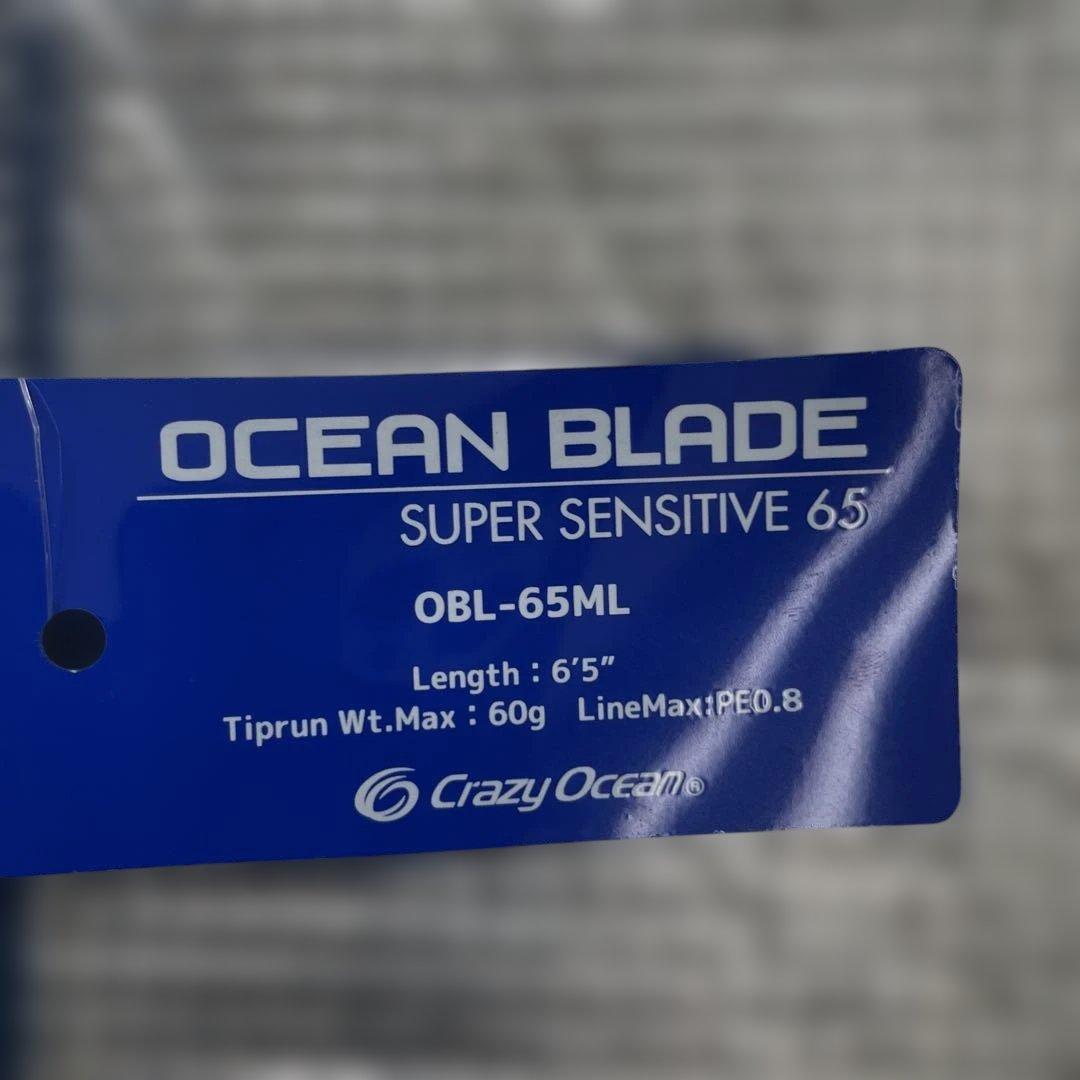 OCEAN BLADE
SUPER SENSITIVE 65
OBL-65ML
Length : 6'5"
Tiprun Wt.Max : 60g LineMax:PE0.8
Crazy Ocean®